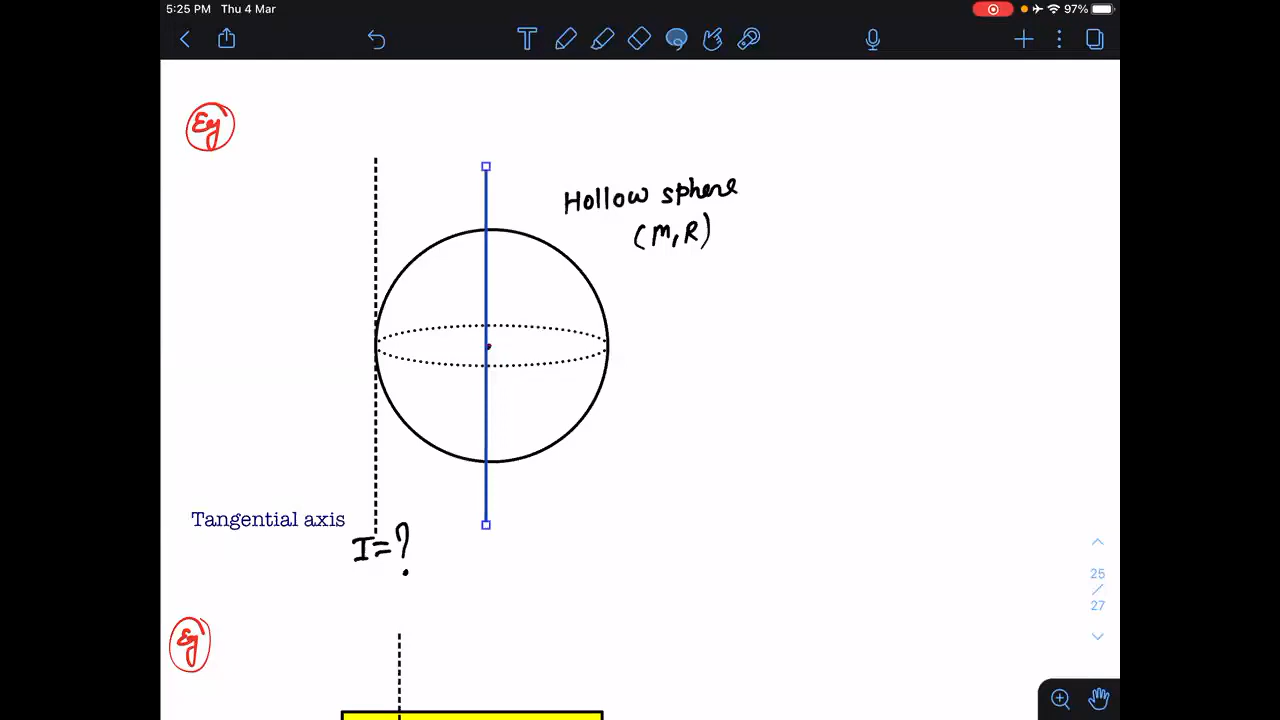 5:25 PM Thu 4 Mar
97%
Eg
Hollow sphere
(M, R)
Tangential axis
I=?
25
/
27
Eg